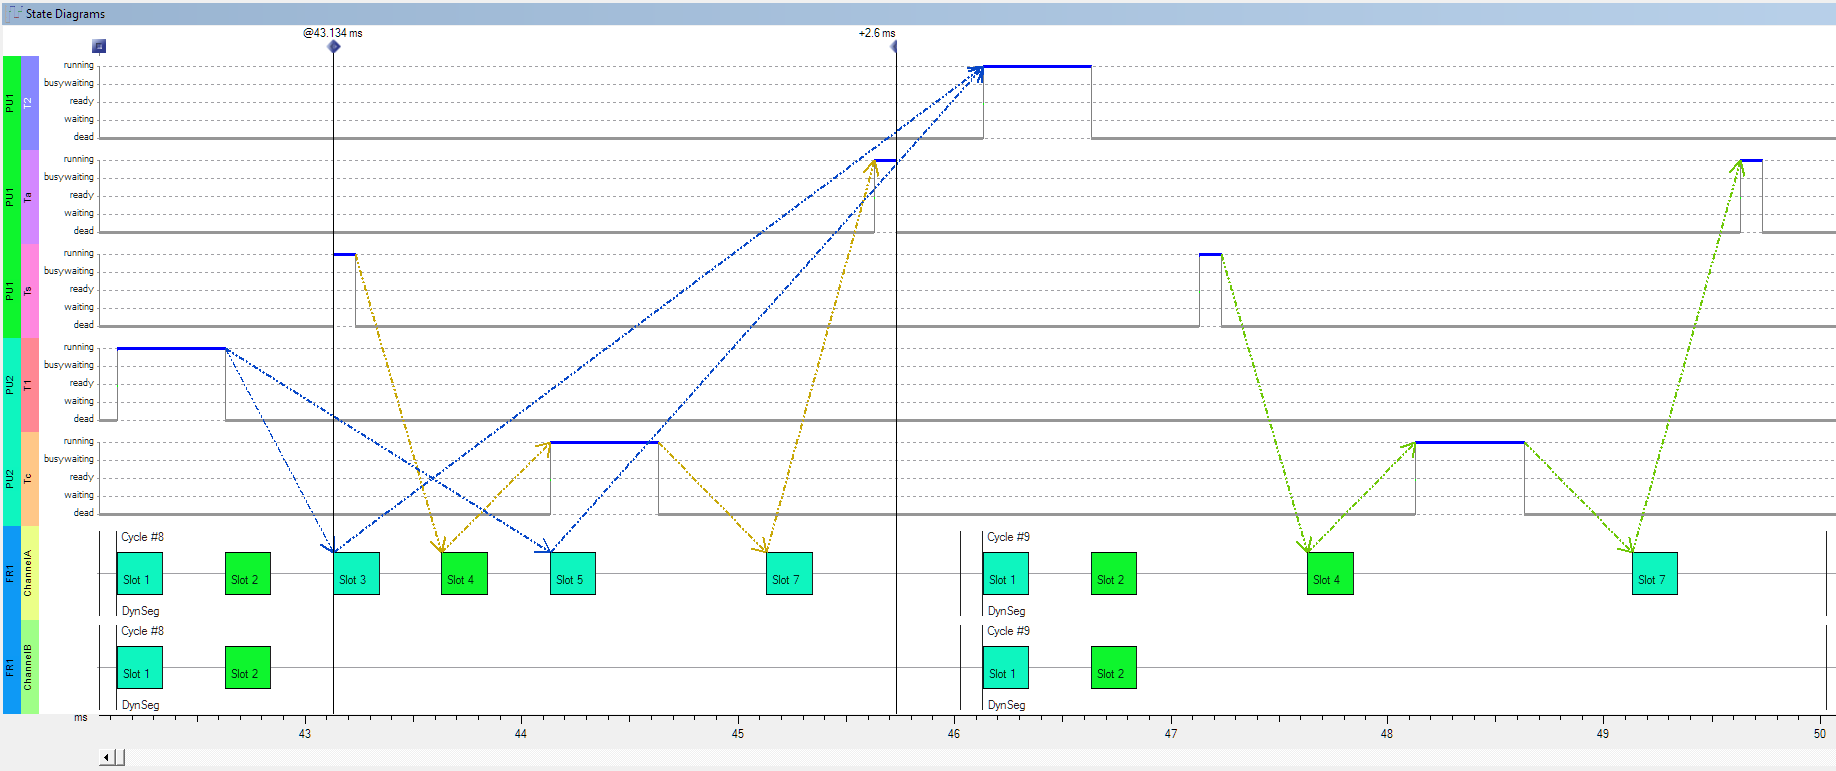 State Diagrams
@43.134 ms
+2.6 ms
PU1
T2
running
busywaiting
ready
waiting
dead
PU1
Ta
running
busywaiting
ready
waiting
dead
PU1
Ts
running
busywaiting
ready
waiting
dead
PU2
T1
running
busywaiting
ready
waiting
dead
PU2
Tc
running
busywaiting
ready
waiting
dead
FR1
ChannelA
Cycle #8
Cycle #9
Slot 1
Slot 2
Slot 3
Slot 4
Slot 5
Slot 7
Slot 1
Slot 2
Slot 4
Slot 7
DynSeg
DynSeg
FR1
ChannelB
Cycle #8
Cycle #9
Slot 1
Slot 2
Slot 1
Slot 2
DynSeg
DynSeg
ms
43
44
45
46
47
48
49
50